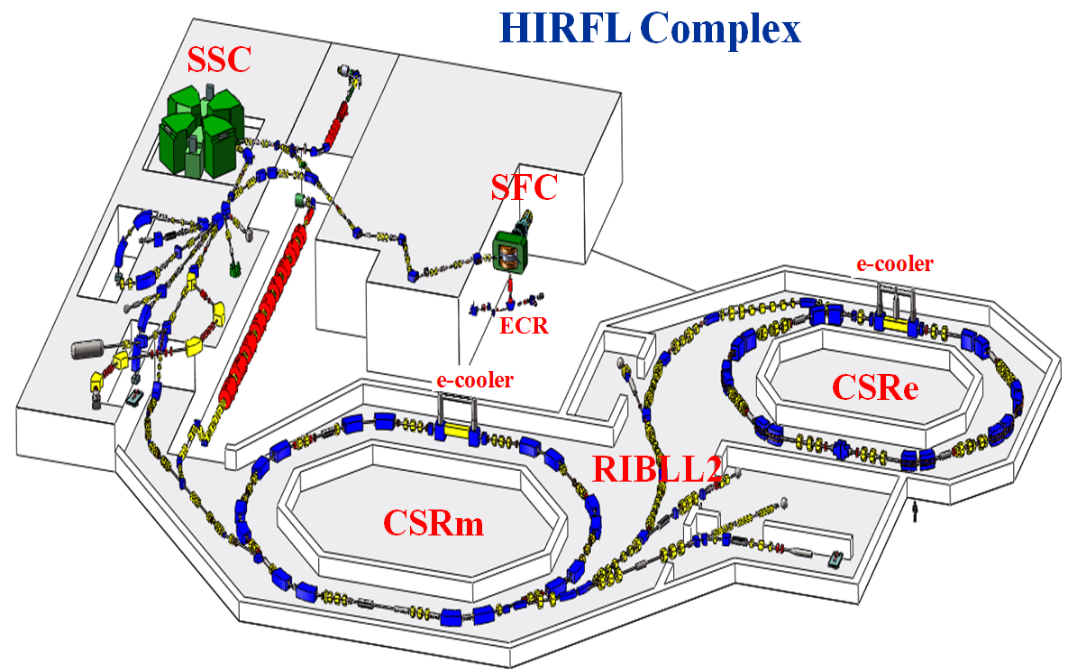 HIRFL Complex
SSC
SFC
ECR
e-cooler
CSRe
e-cooler
RIBLL2
CSRm